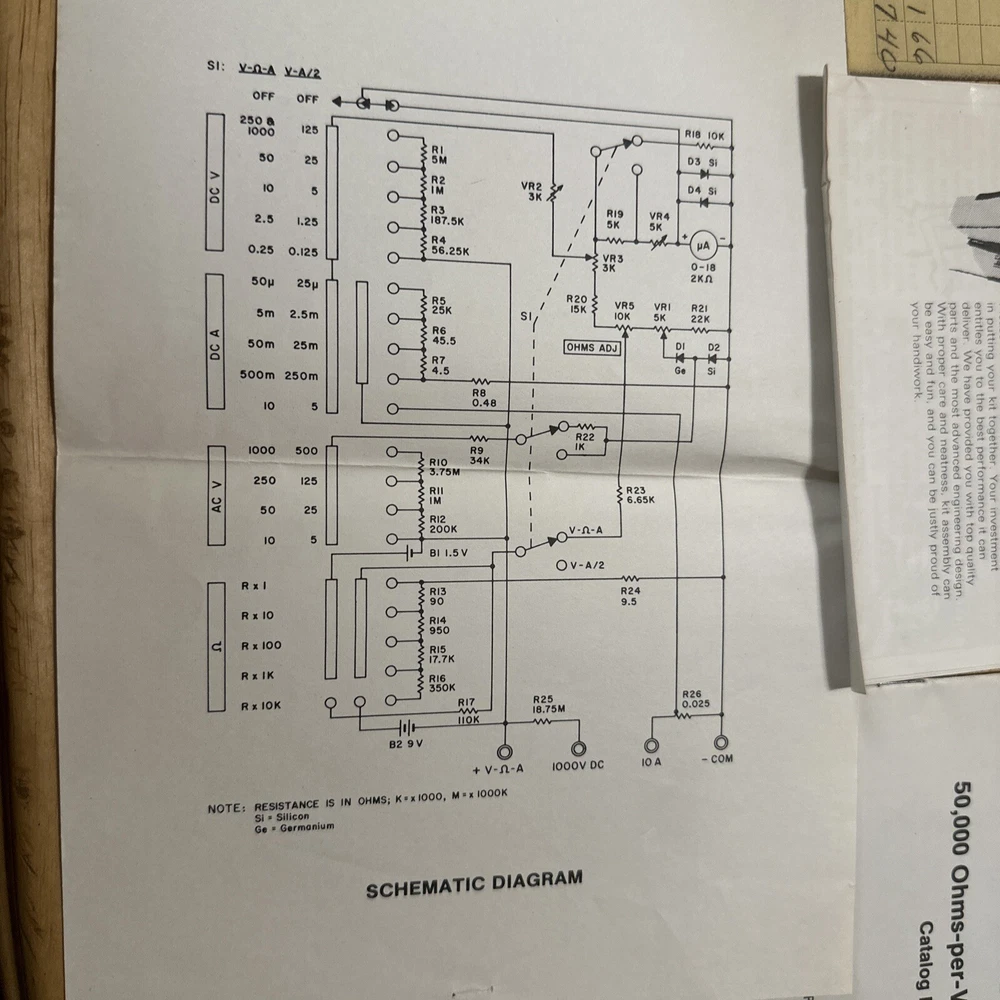 SI: V-Ω-A V-A/2
OFF OFF
250 &
1000 125
50 25
10 5
2.5 1.25
0.25 0.125
DC V
50μ 25μ
5m 2.5m
50m 25m
500m 250m
10 5
DC A
1000 500
250 125
50 25
10 5
AC V
R x 1
R x 10
R x 100
R x 1K
R x 10K
Ω
R1
5M
R2
1M
R3
187.5K
R4
56.25K
R5
25K
R6
45.5
R7
4.5
R8
0.48
R9
34K
R10
3.75M
R11
1M
R12
200K
B1 1.5V
R13
90
R14
950
R15
17.7K
R16
350K
R17
110K
B2 9V
VR2
3K
R18 10K
D3 Si
D4 Si
R19
5K
VR4
5K
+ μA -
0-18
2KΩ
VR3
3K
R20
15K
VR5
10K
VR1
5K
R21
22K
SI
OHMS ADJ
D1
Ge
D2
Si
R22
1K
R23
6.65K
V-Ω-A
V-A/2
R24
9.5
R25
18.75M
R26
0.025
+ V-Ω-A
1000V DC
10 A
- COM
NOTE: RESISTANCE IS IN OHMS; K=x1000, M=x1000K
Si = Silicon
Ge = Germanium
SCHEMATIC DIAGRAM
1 66
7 40
in putting your kit together. Your investment
entitles you to the best performance it can
deliver. We have provided you with top quality
parts and the most advanced engineering design.
With proper care and neatness, kit assembly can
be easy and fun, and you can be justly proud of
your handiwork.
50,000 Ohms-per-V
Catalog